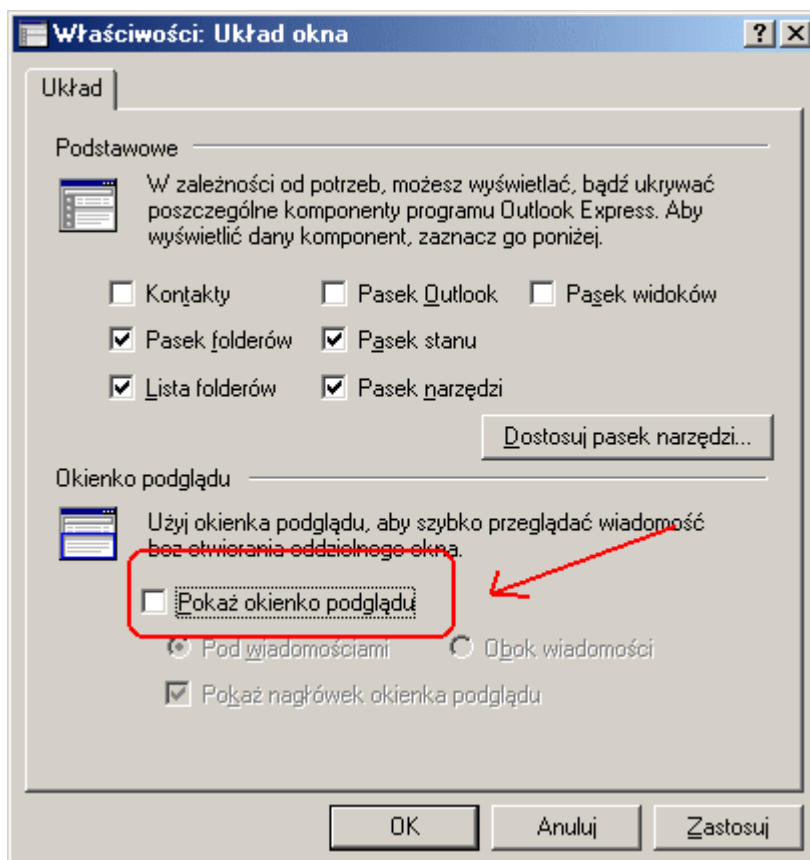 Właściwości: Układ okna
Układ
Podstawowe
W zależności od potrzeb, możesz wyświetlać, bądź ukrywać
poszczególne komponenty programu Outlook Express. Aby
wyświetlić dany komponent, zaznacz go poniżej.
Kontakty Pasek Outlook Pasek widoków
Pasek folderów Pasek stanu
Lista folderów Pasek narzędzi
Dostosuj pasek narzędzi...
Okienko podglądu
Użyj okienka podglądu, aby szybko przeglądać wiadomość
bez otwierania oddzielnego okna.
Pokaż okienko podglądu
Pod wiadomościami Obok wiadomości
Pokaż nagłówek okienka podglądu
OK Anuluj Zastosuj